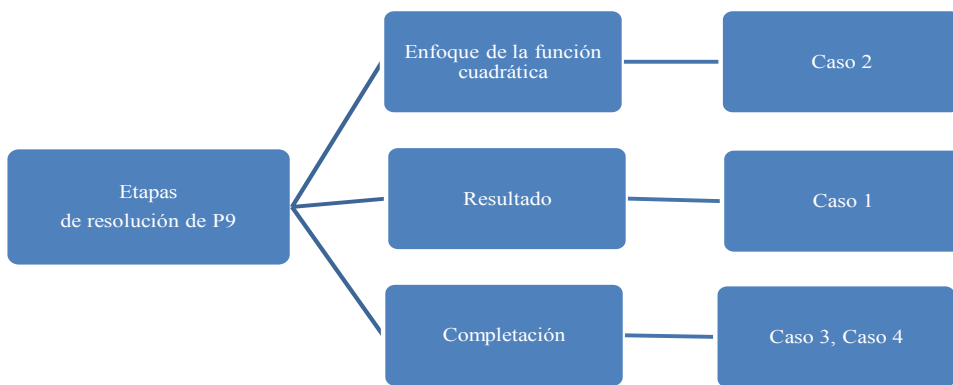 Etapas
de resolución de P9
Enfoque de la función
cuadrática
Caso 2
Resultado
Caso 1
Completación
Caso 3, Caso 4